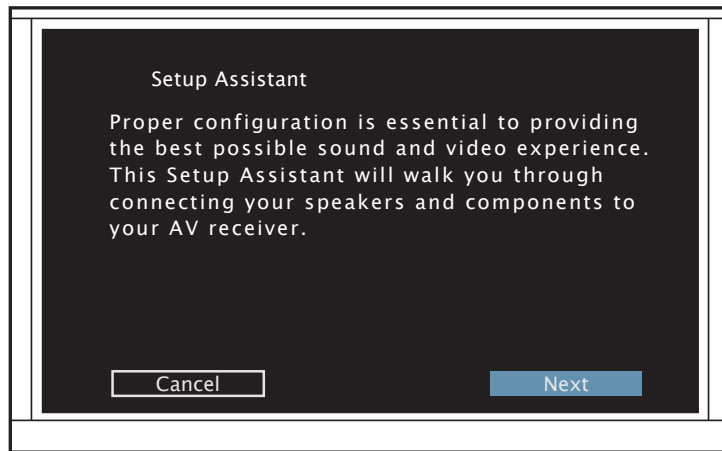 Setup Assistant
Proper configuration is essential to providing
the best possible sound and video experience.
This Setup Assistant will walk you through
connecting your speakers and components to
your AV receiver.
Cancel
Next